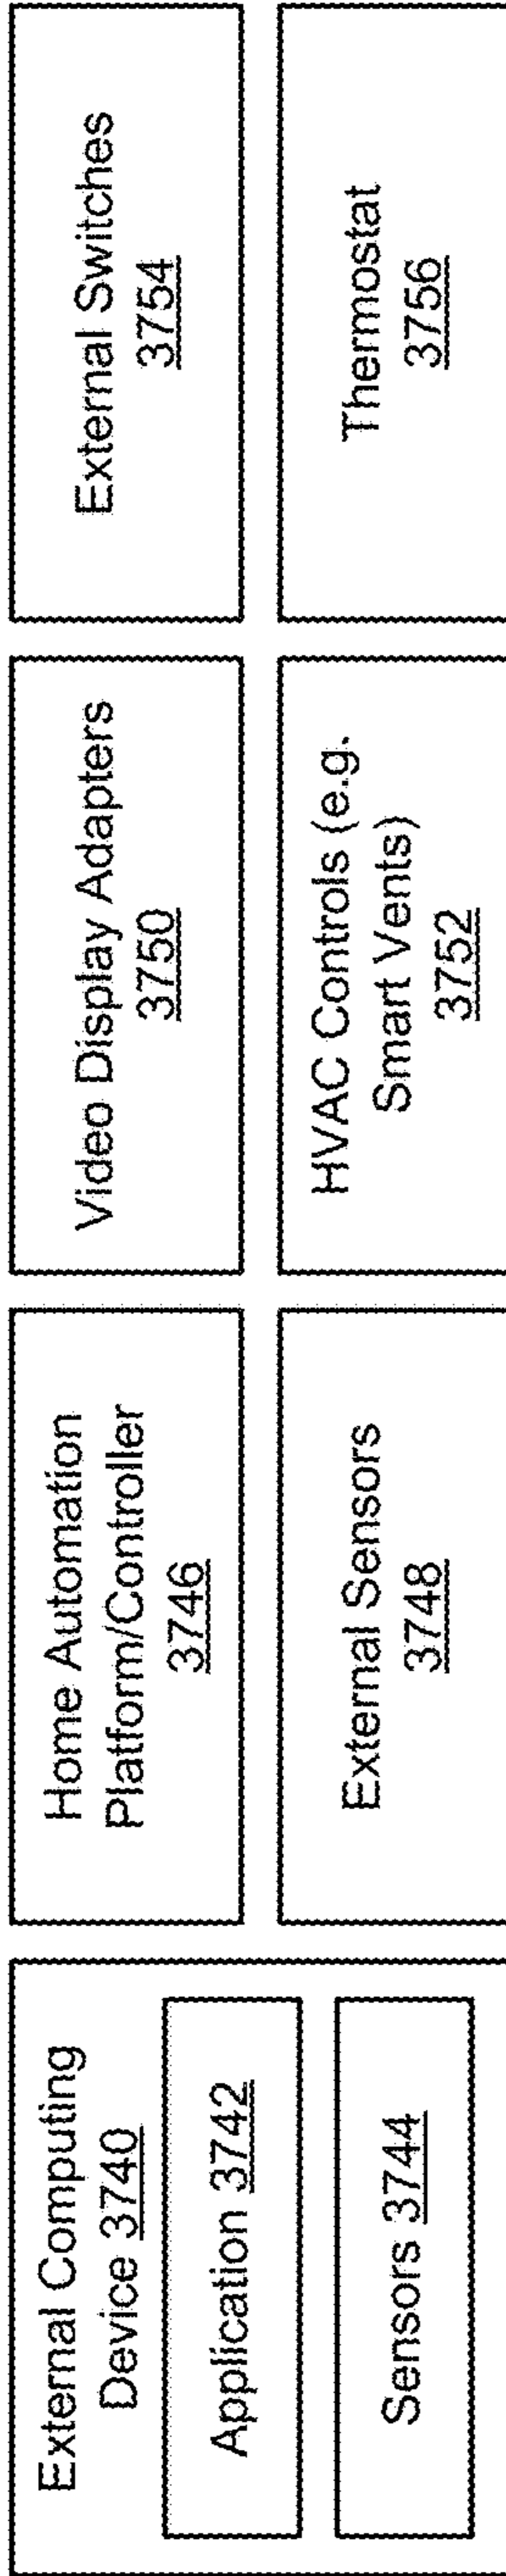 External Computing
Device 3740
Application 3742
Sensors 3744
Home Automation
Platform/Controller
3746
External Sensors
3748
Video Display Adapters
3750
HVAC Controls (e.g.
Smart Vents)
3752
External Switches
3754
Thermostat
3756